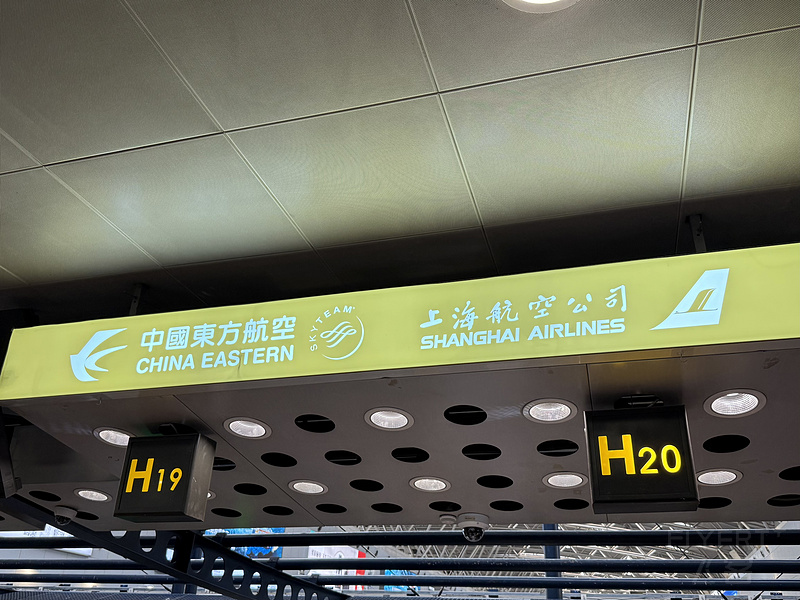 中國東方航空
CHINA EASTERN
SKYTEAM
上海航空公司
SHANGHAI AIRLINES
H19
H20
FLYERT